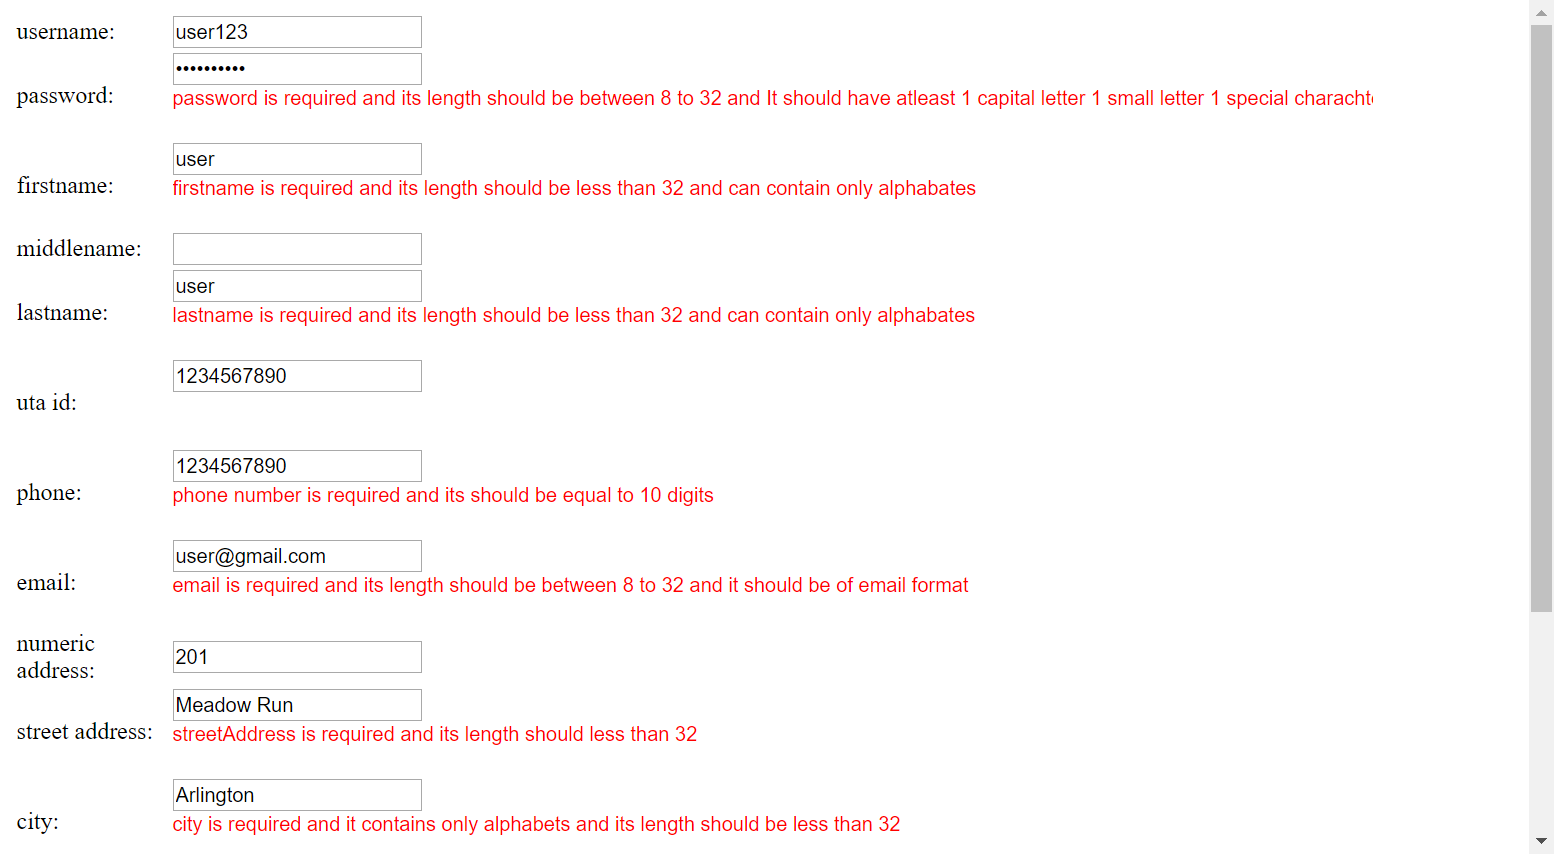 username: user123
••••••••••
password: password is required and its length should be between 8 to 32 and It should have atleast 1 capital letter 1 small letter 1 special
user
firstname: firstname is required and its length should be less than 32 and can contain only alphabates
middlename:
user
lastname: lastname is required and its length should be less than 32 and can contain only alphabates
1234567890
uta id:
1234567890
phone: phone number is required and its should be equal to 10 digits
user@gmail.com
email: email is required and its length should be between 8 to 32 and it should be of email format
numeric
address: 201
Meadow Run
street address: streetAddress is required and its length should less than 32
Arlington
city: city is required and it contains only alphabets and its length should be less than 32